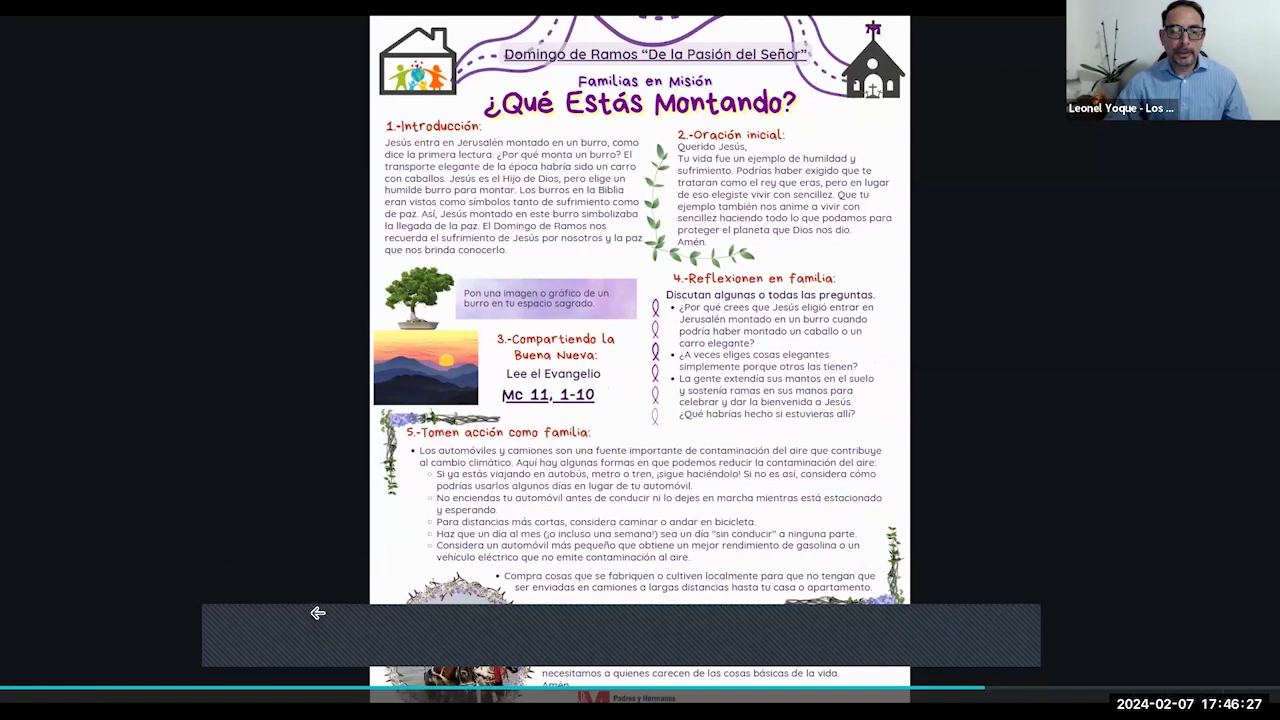 Domingo de Ramos “De la Pasión del Señor”
Familias en Misión
¿Qué Estás Montando?
1.-Introducción:
Jesús entra en Jerusalén montado en un burro, como
dice la primera lectura. ¿Por qué monta un burro? El
transporte elegante de la época habría sido un carro
con caballos. Jesús es el Hijo de Dios, pero elige un
humilde burro para montar. Los burros en la Biblia
eran vistos como símbolos tanto de sufrimiento como
de paz. Así, Jesús montado en este burro simbolizaba
la llegada de la paz. El Domingo de Ramos nos
recuerda el sufrimiento de Jesús por nosotros y la paz
que nos brinda conocerlo.
2.-Oración inicial:
Querido Jesús,
Tu vida fue un ejemplo de humildad y
sufrimiento. Podrías haber exigido que te
trataran como el rey que eras, pero en lugar
de eso elegiste vivir con sencillez. Que tu
ejemplo también nos anime a vivir con
sencillez haciendo todo lo que podamos para
proteger el planeta que Dios nos dio.
Amén.
Pon una imagen o gráfico de un
burro en tu espacio sagrado.
3.-Compartiendo la
Buena Nueva:
Lee el Evangelio
Mc 11, 1-10
4.-Reflexionen en familia:
Discutan algunas o todas las preguntas.
• ¿Por qué crees que Jesús eligió entrar en
Jerusalén montado en un burro cuando
podría haber montado un caballo o un
carro elegante?
• ¿A veces eliges cosas elegantes
simplemente porque otros las tienen?
• La gente extendía sus mantos en el suelo
y sostenía ramas en sus manos para
celebrar y dar la bienvenida a Jesús.
¿Qué habrías hecho si estuvieras allí?
5.-Tomen acción como familia:
• Los automóviles y camiones son una fuente importante de contaminación del aire que contribuye
al cambio climático. Aquí hay algunas formas en que podemos reducir la contaminación del aire:
○ Si ya estás viajando en autobús, metro o tren, ¡sigue haciéndolo! Si no es así, considera cómo
podrías usarlos algunos días en lugar de tu automóvil.
○ No enciendas tu automóvil antes de conducir ni lo dejes en marcha mientras está estacionado
y esperando.
○ Para distancias más cortas, considera caminar o andar en bicicleta.
○ Haz que un día al mes (¡o incluso una semana!) sea un día "sin conducir" a ninguna parte.
○ Considera un automóvil más pequeño que obtiene un mejor rendimiento de gasolina o un
vehículo eléctrico que no emite contaminación al aire.
• Compra cosas que se fabriquen o cultiven localmente para que no tengan que
ser enviadas en camiones a largas distancias hasta tu casa o apartamento.
necesitamos a quienes carecen de las cosas básicas de la vida.
Amén.
Padres y Hermanos
Leonel Yoque - Los ...
2024-02-07 17:46:27